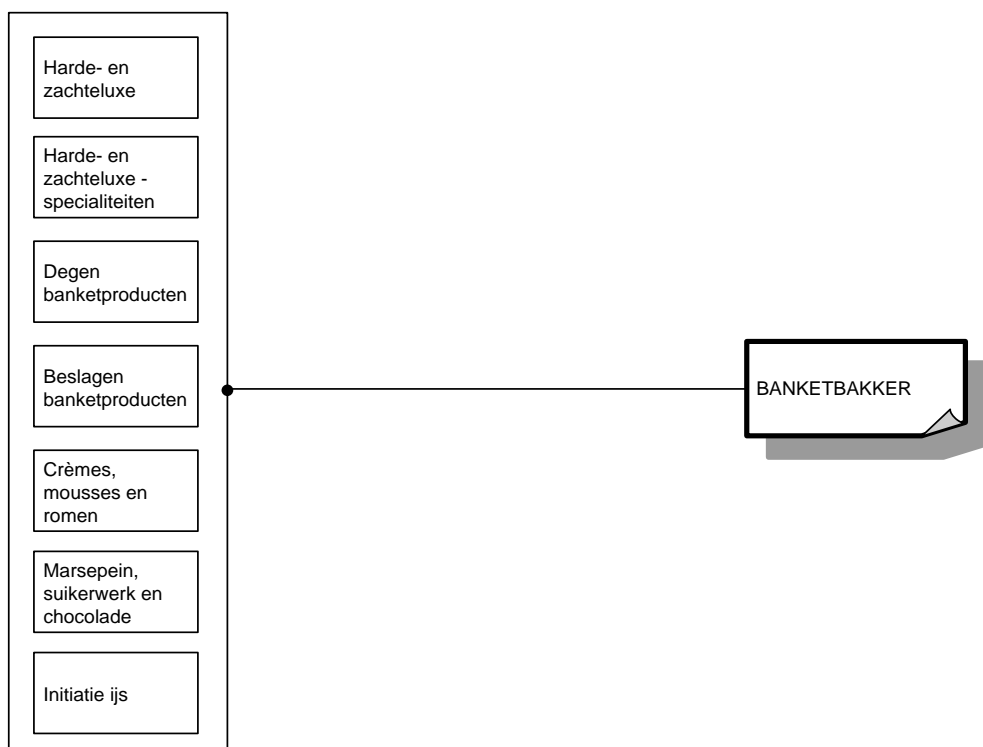 Harde- en
zachteluxe
Harde- en
zachteluxe -
specialiteiten
Degen
banketproducten
Beslagen
banketproducten
BANKETBAKKER
Crèmes,
mousses en
romen
Marsepein,
suikerwerk en
chocolade
Initiatie ijs